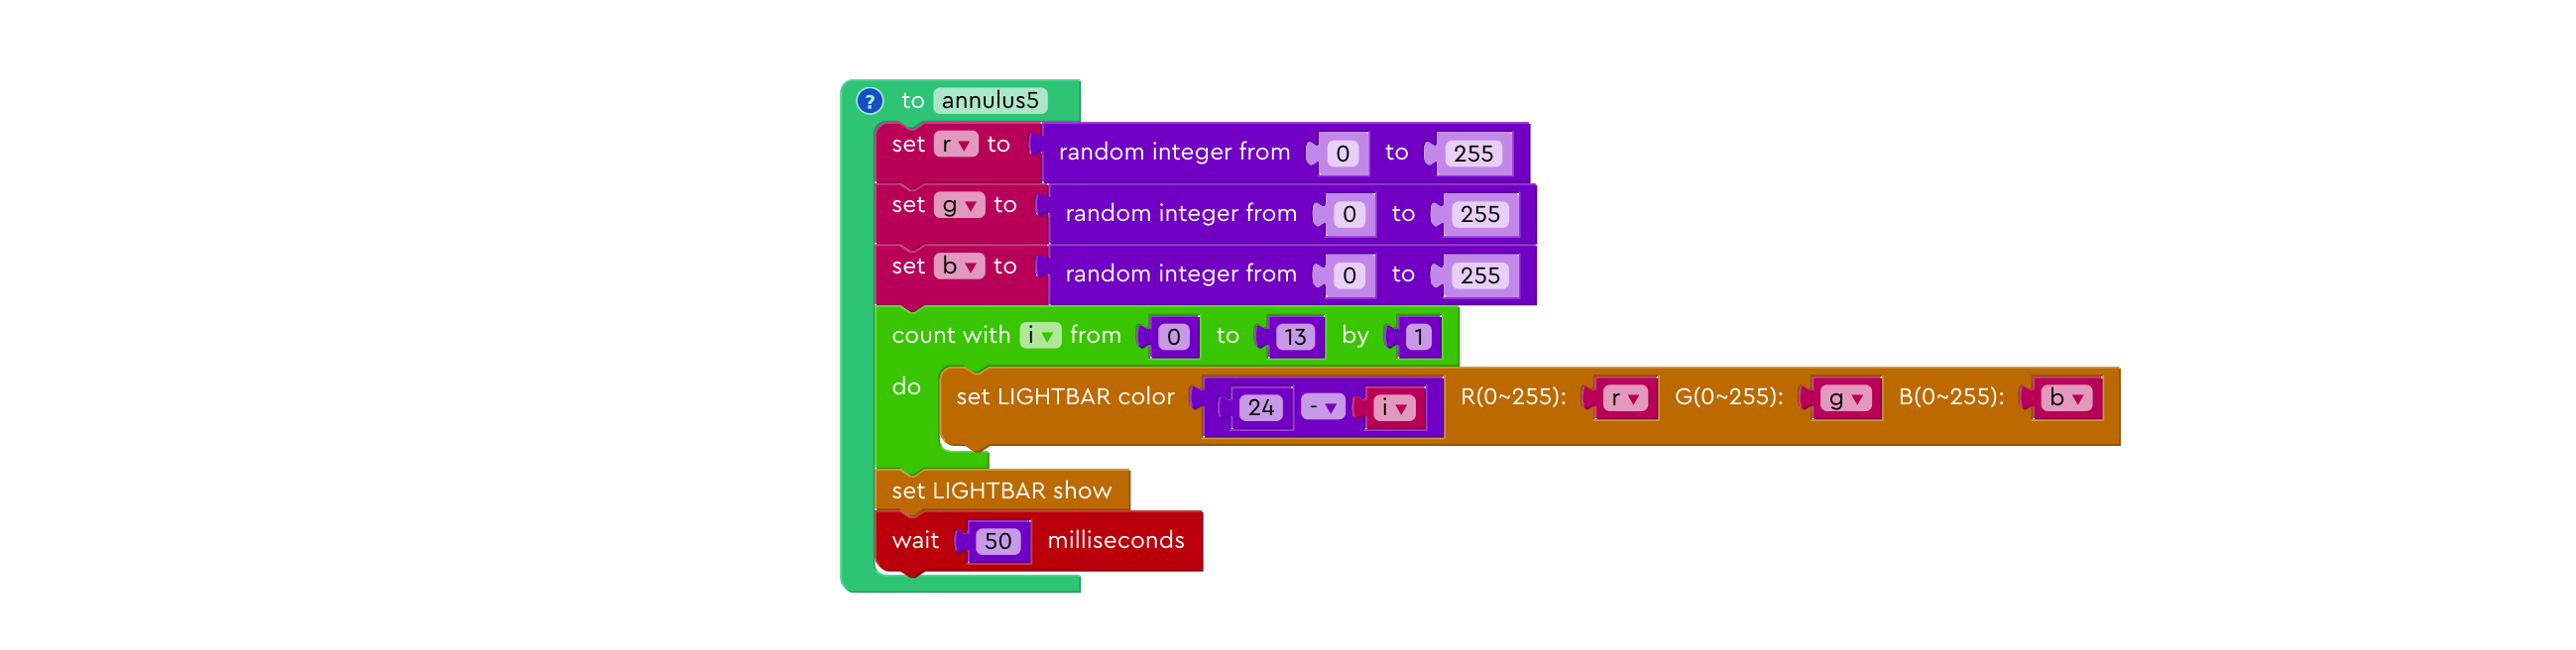 ? to annulus5
set r ▾ to random integer from 0 to 255
set g ▾ to random integer from 0 to 255
set b ▾ to random integer from 0 to 255
count with i ▾ from 0 to 13 by 1
do set LIGHTBAR color 24 - ▾ i ▾ R(0~255): r ▾ G(0~255): g ▾ B(0~255): b ▾
set LIGHTBAR show
wait 50 milliseconds